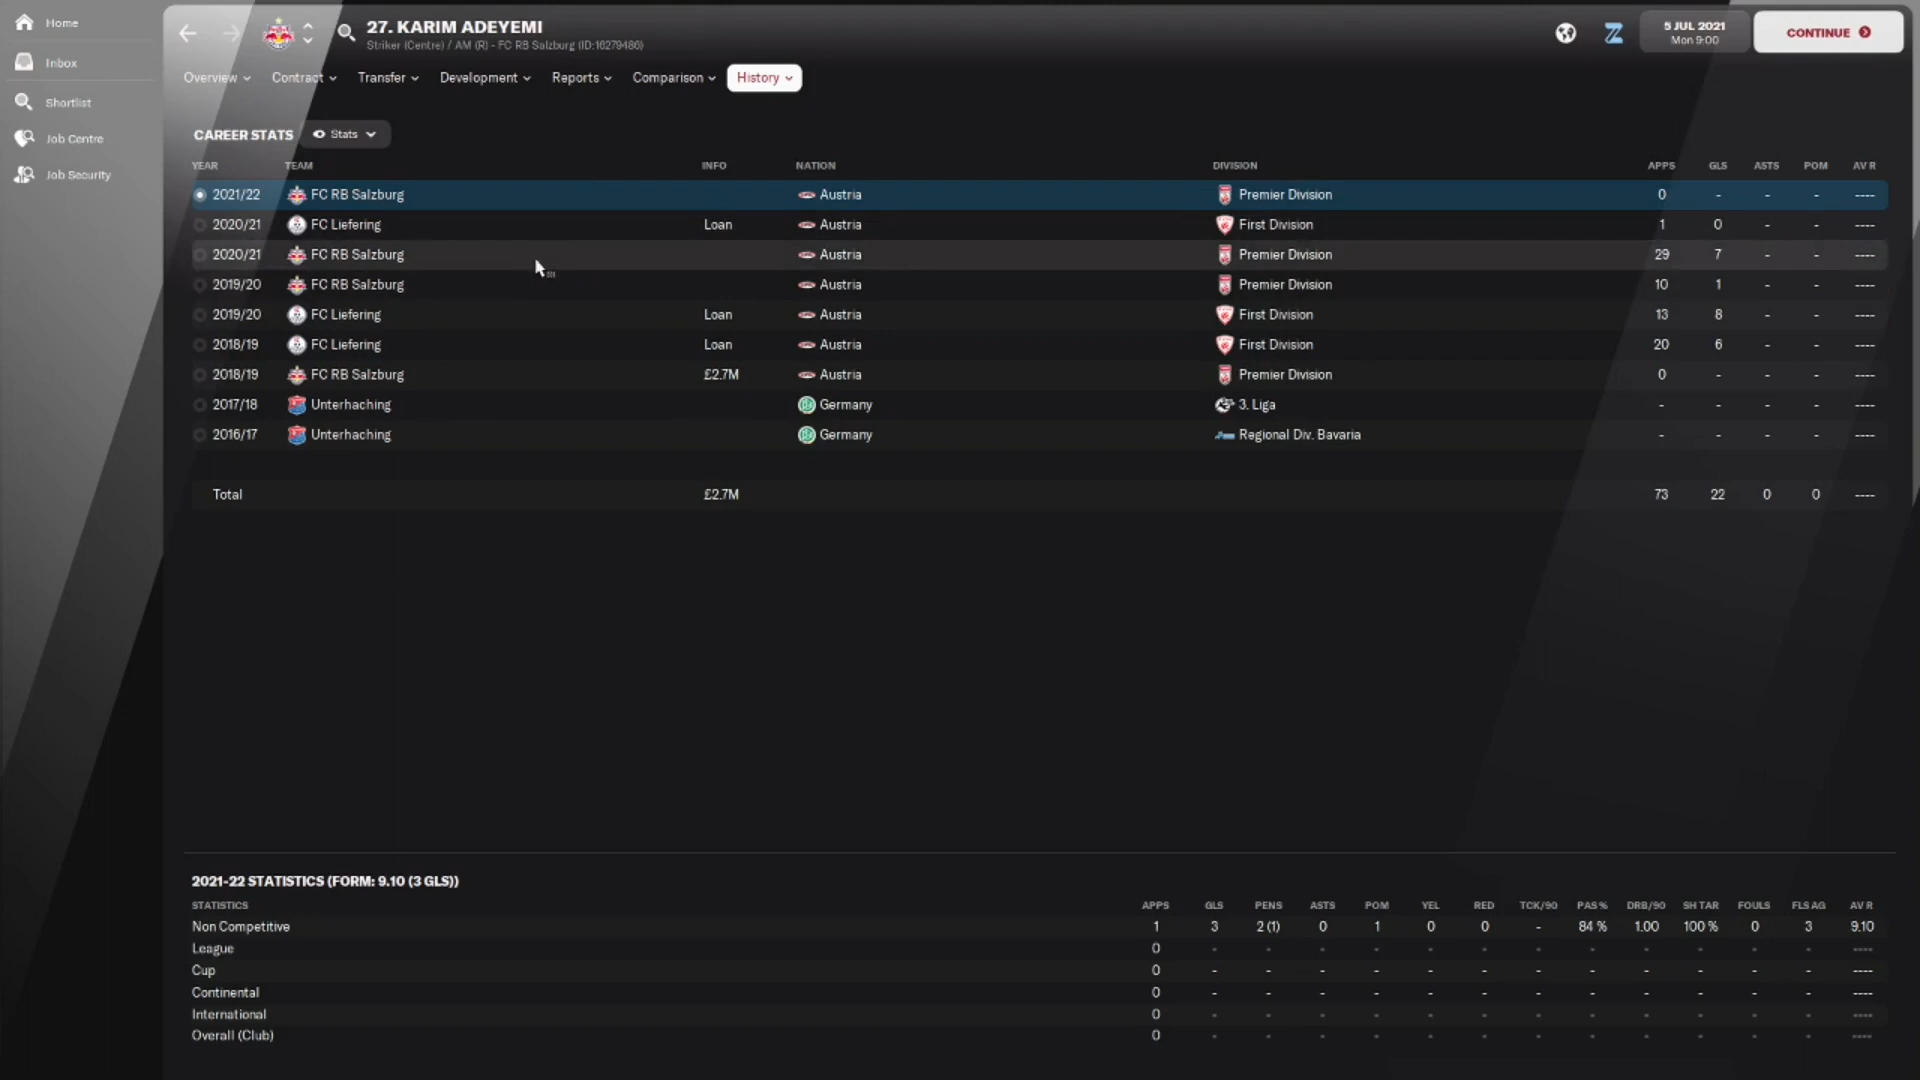 Home
Inbox
Shortlist
Job Centre
Job Security
27. KARIM ADEYEMI
Striker (Centre) / AM (R) - FC RB Salzburg (ID:16279486)
5 JUL 2021
Mon 9:00
CONTINUE
Overview Contract Transfer Development Reports Comparison History
CAREER STATS Stats
YEAR TEAM INFO NATION DIVISION APPS GLS ASTS POM AV R
2021/22 FC RB Salzburg Austria Premier Division 0 - - - ----
2020/21 FC Liefering Loan Austria First Division 1 0 - - ----
2020/21 FC RB Salzburg Austria Premier Division 29 7 - - ----
2019/20 FC RB Salzburg Austria Premier Division 10 1 - - ----
2019/20 FC Liefering Loan Austria First Division 13 8 - - ----
2018/19 FC Liefering Loan Austria First Division 20 6 - - ----
2018/19 FC RB Salzburg £2.7M Austria Premier Division 0 - - - ----
2017/18 Unterhaching Germany 3. Liga - - - - ----
2016/17 Unterhaching Germany Regional Div. Bavaria - - - - ----
Total £2.7M 73 22 0 0 ----
2021-22 STATISTICS (FORM: 9.10 (3 GLS))
STATISTICS APPS GLS PENS ASTS POM YEL RED TCK/90 PAS % DRB/90 SH TAR FOULS FLS AG AV R
Non Competitive 1 3 2 (1) 0 1 0 0 - 84 % 1.00 100 % 0 3 9.10
League 0 - - - - - - - - - - - - ----
Cup 0 - - - - - - - - - - - - ----
Continental 0 - - - - - - - - - - - - ----
International 0 - - - - - - - - - - - - ----
Overall (Club) 0 - - - - - - - - - - - - ----